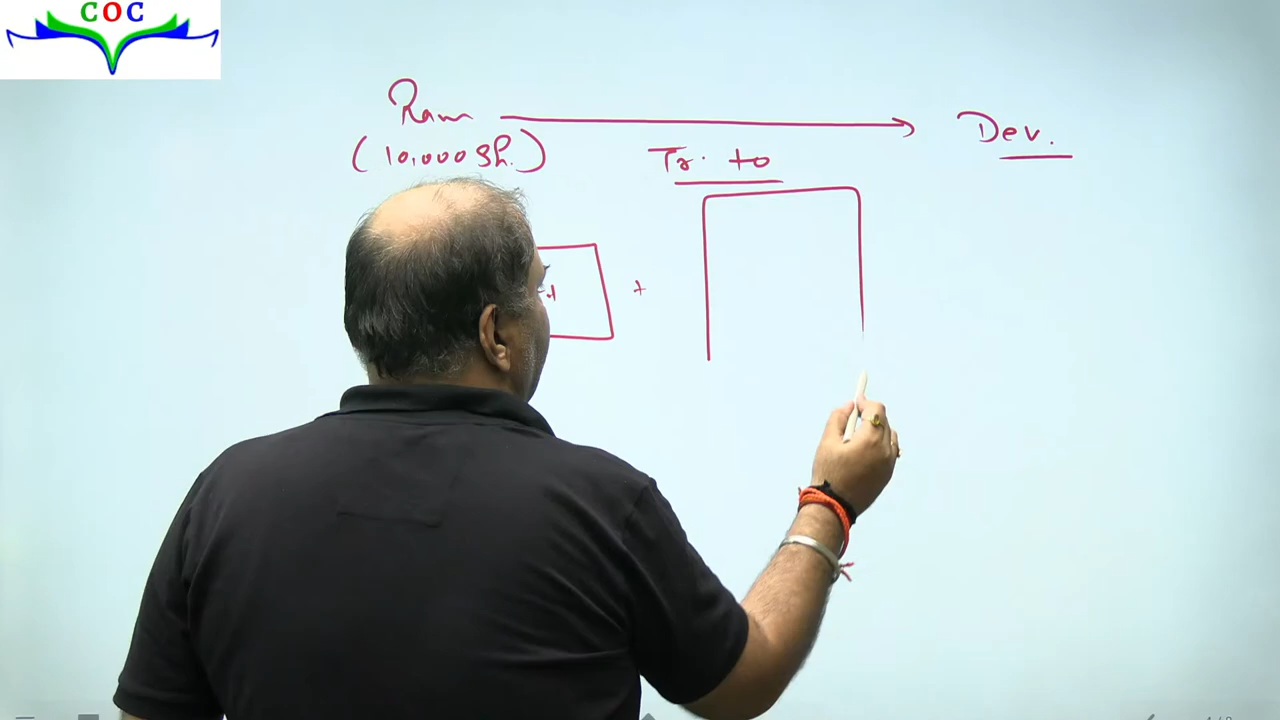 COC
Ram → Dev.
(10,000 Sh.) Tr. to
+